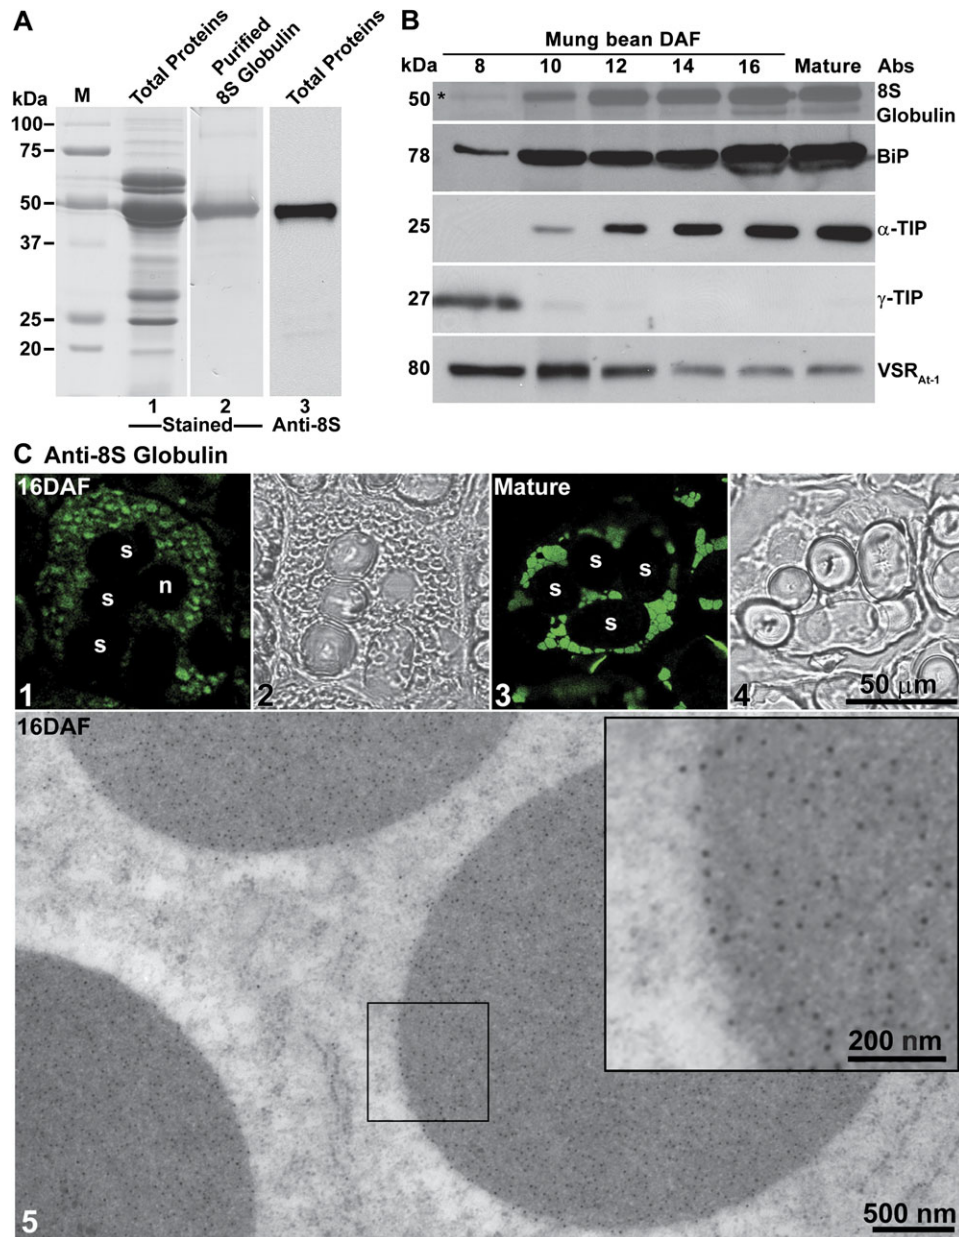 A
Total Proteins
Purified
8S Globulin
Total Proteins
kDa
M
100
75
50
37
25
20
1
2
3
Stained
Anti-8S
B
Mung bean DAF
kDa
8
10
12
14
16
Mature
Abs
50
*
8S
Globulin
78
BiP
25
α-TIP
27
γ-TIP
80
VSRAt-1
C Anti-8S Globulin
16DAF
s
n
s
s
1
2
Mature
s
s
s
s
3
4
50 μm
16DAF
200 nm
5
500 nm